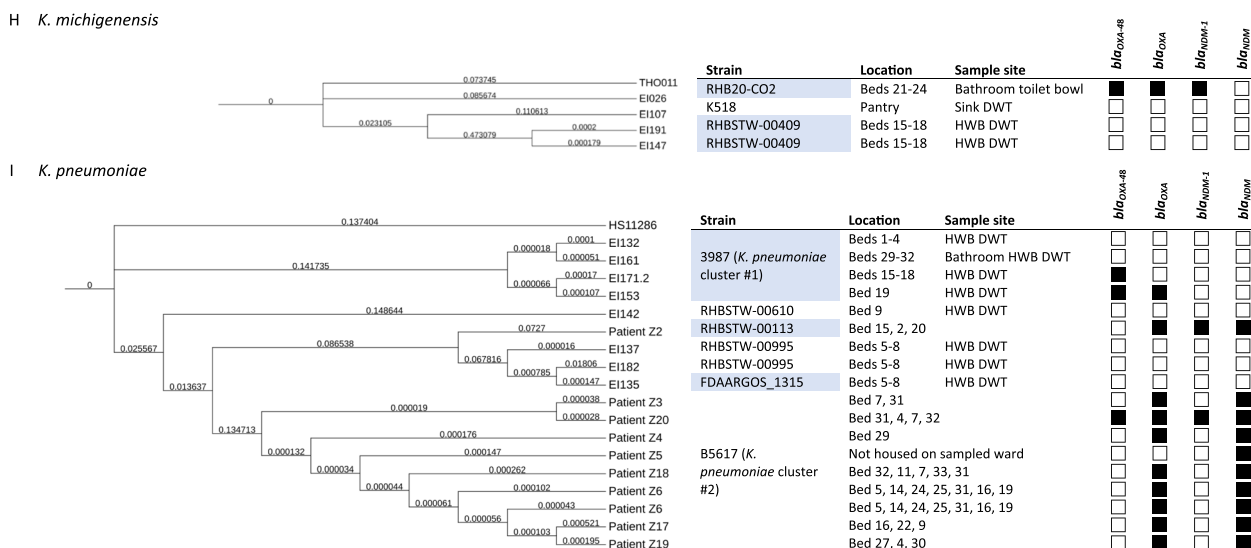 H K. michigenensis
bla_OXA-48 bla_OXA bla_NDM-1 bla_NDM
Strain Location Sample site
0.073745 THO011 RHB20-CO2 Beds 21-24 Bathroom toilet bowl
0 0.085674 EI026 K518 Pantry Sink DWT
0.110613 EI107 RHBSTW-00409 Beds 15-18 HWB DWT
0.023105 0.0002 EI191 RHBSTW-00409 Beds 15-18 HWB DWT
0.473079 0.000179 EI147
I K. pneumoniae
bla_OXA-48 bla_OXA bla_NDM-1 bla_NDM
Strain Location Sample site
0.137404 HS11286
0.0001 EI132 Beds 1-4 HWB DWT
0.000018 0.000051 EI161 3987 (K. pneumoniae Beds 29-32 Bathroom HWB DWT
0.141735 0.00017 EI171.2 cluster #1) Beds 15-18 HWB DWT
0 0.000066 0.000107 EI153 Bed 19 HWB DWT
0.148644 EI142 RHBSTW-00610 Bed 9 HWB DWT
0.0727 Patient Z2 RHBSTW-00113 Bed 15, 2, 20
0.025567 0.086538 0.000016 EI137 RHBSTW-00995 Beds 5-8 HWB DWT
0.067816 0.01806 EI182 RHBSTW-00995 Beds 5-8 HWB DWT
0.000785 0.000147 EI135 FDAARGOS_1315 Beds 5-8 HWB DWT
0.013637 0.000038 Patient Z3 Bed 7, 31
0.000019 0.000028 Patient Z20 Bed 31, 4, 7, 32
0.134713 0.000176 Patient Z4 Bed 29
0.000132 0.000147 Patient Z5 B5617 (K. Not housed on sampled ward
0.000034 0.000262 Patient Z18 pneumoniae cluster Bed 32, 11, 7, 33, 31
0.000044 0.000102 Patient Z6 #2) Bed 5, 14, 24, 25, 31, 16, 19
0.000061 0.000043 Patient Z6 Bed 5, 14, 24, 25, 31, 16, 19
0.000056 0.000521 Patient Z17 Bed 16, 22, 9
0.000103 0.000195 Patient Z19 Bed 27, 4, 30